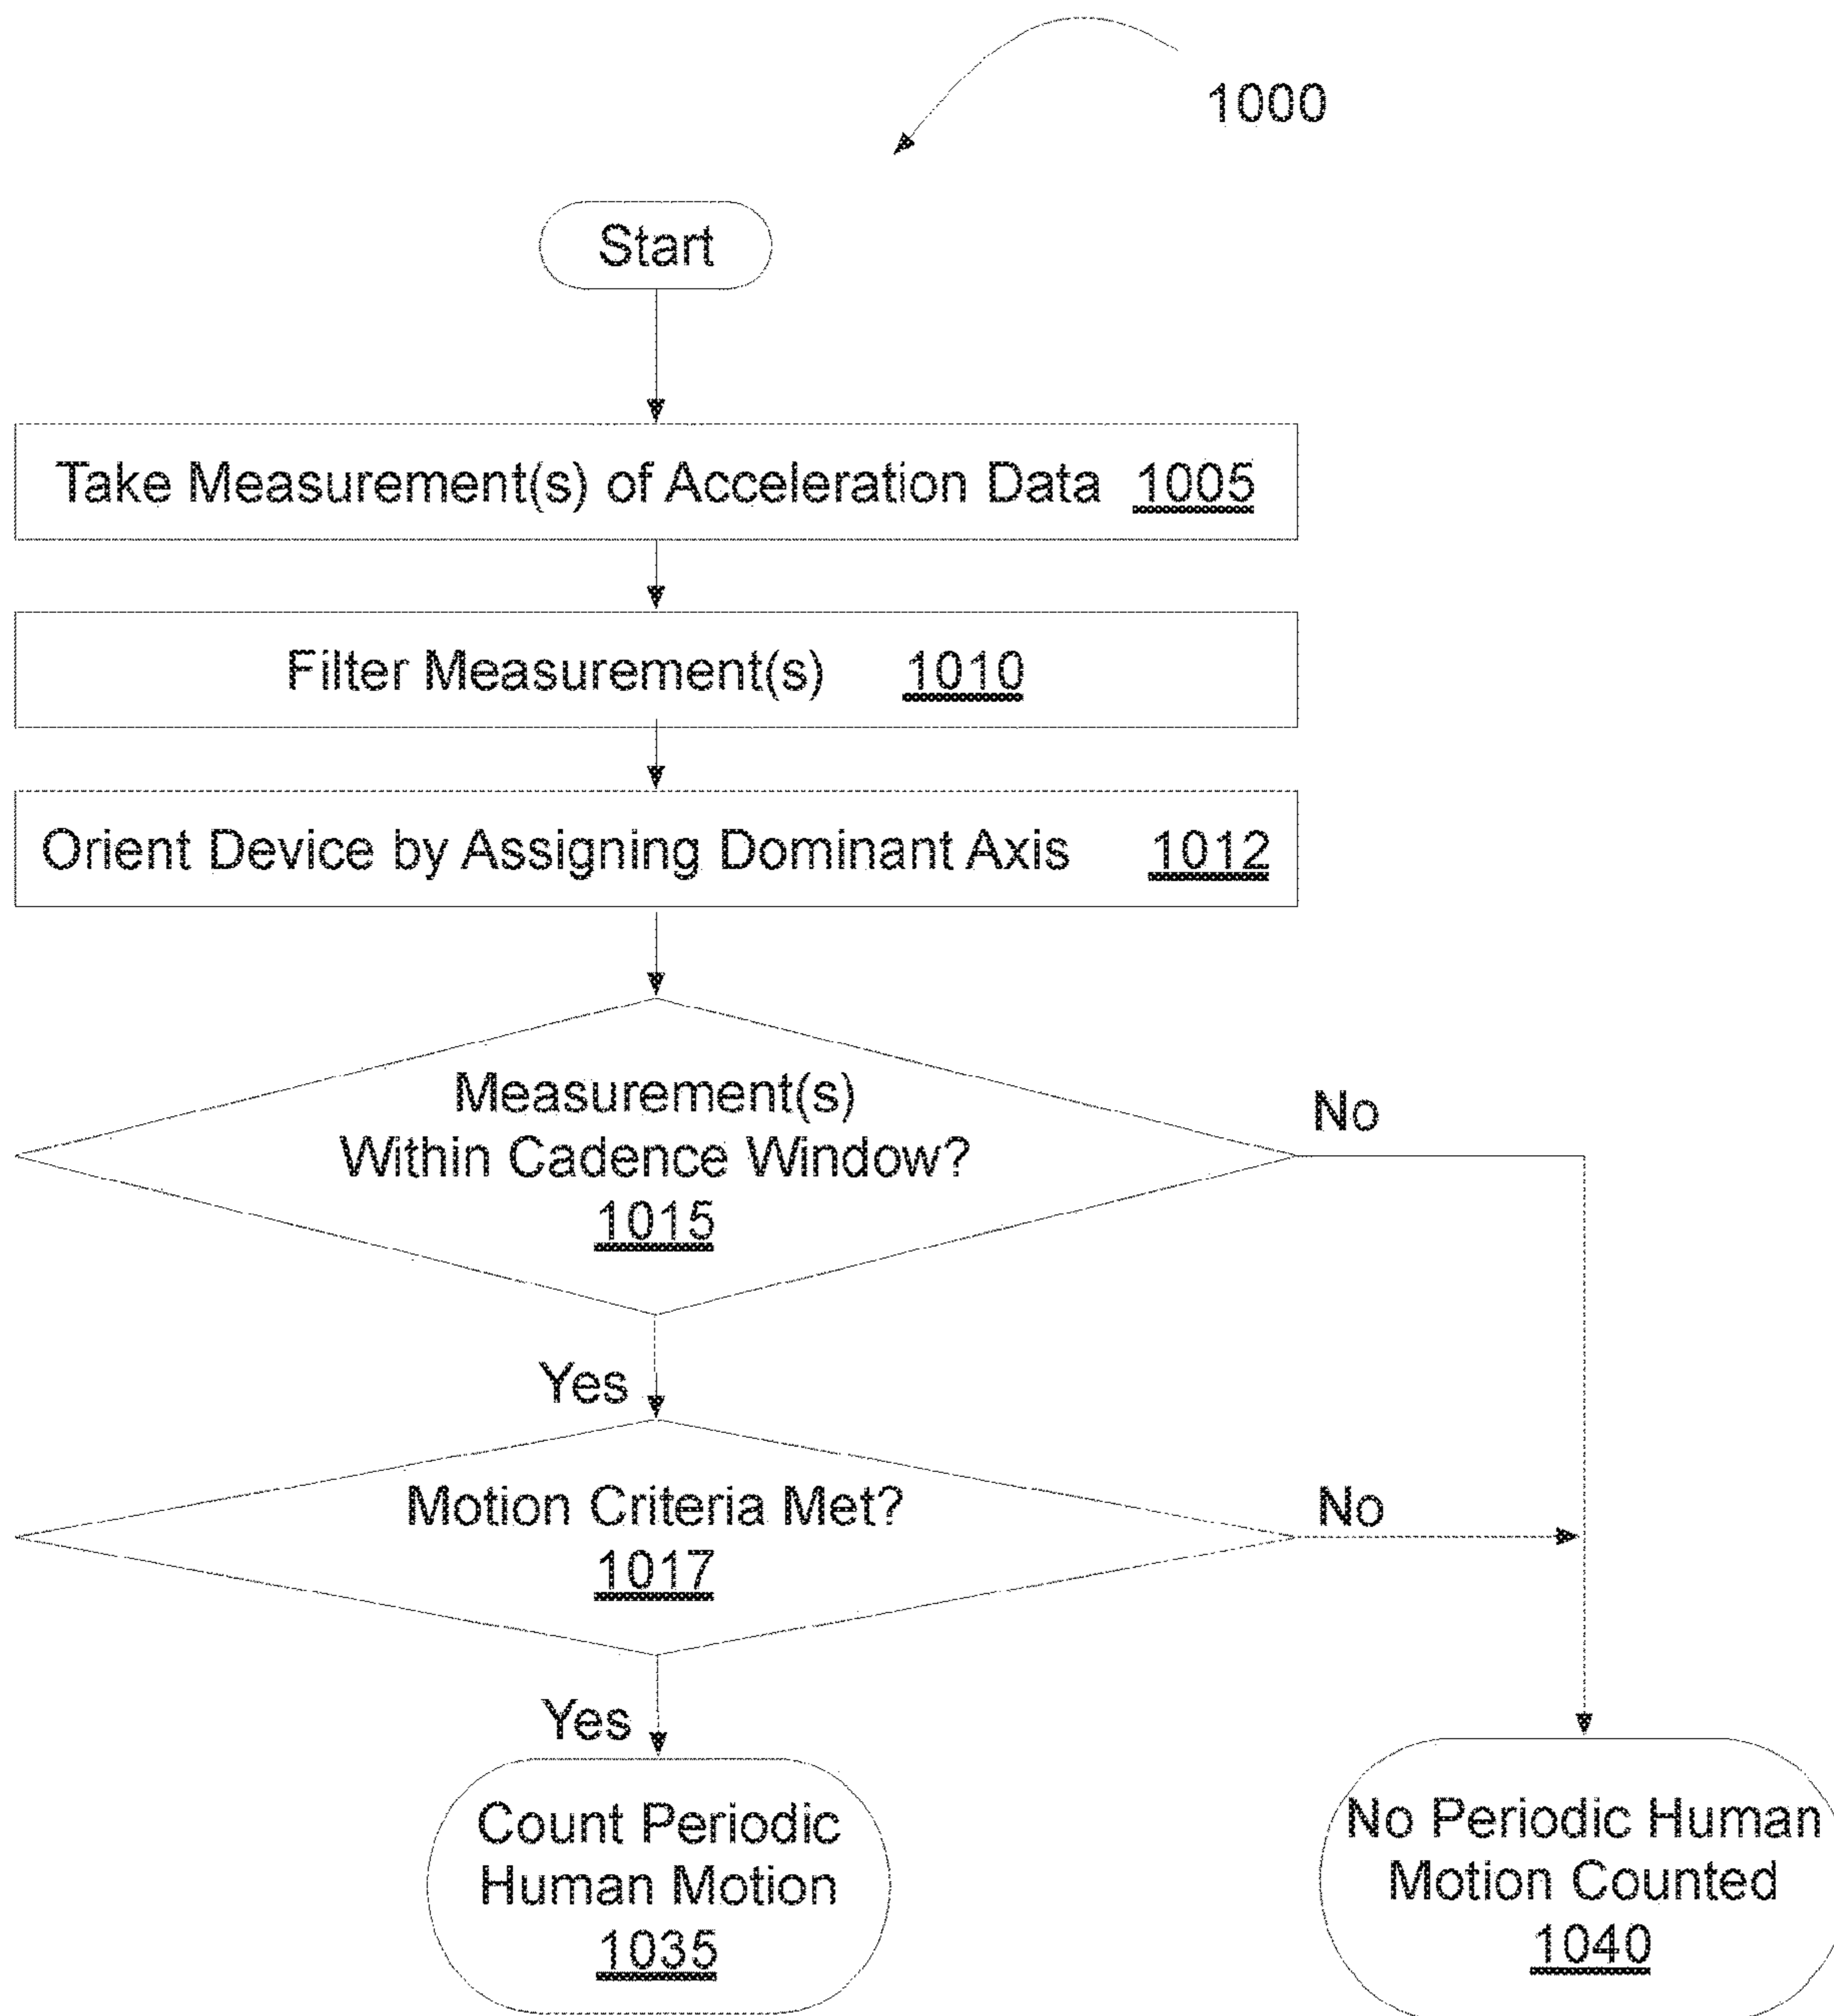 1000
Start
Take Measurement(s) of Acceleration Data 1005
Filter Measurement(s) 1010
Orient Device by Assigning Dominant Axis 1012
Measurement(s)
Within Cadence Window?
1015
No
Yes
Motion Criteria Met?
1017
No
Yes
Count Periodic
Human Motion
1035
No Periodic Human
Motion Counted
1040